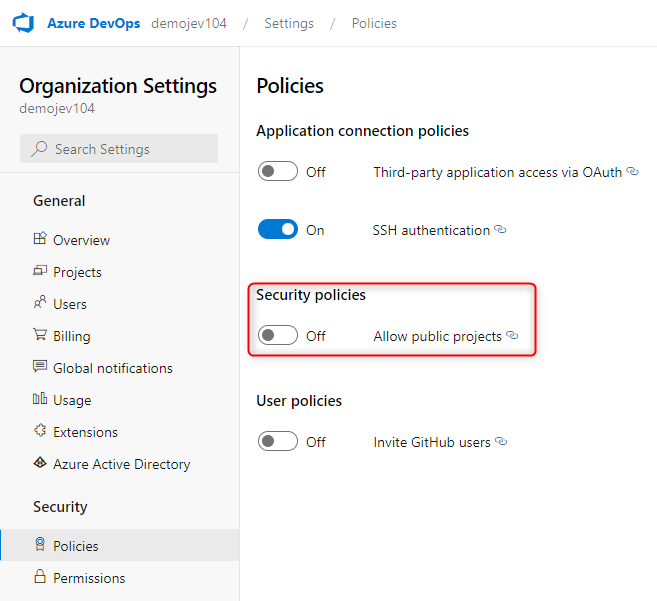 Azure DevOps demojev104 / Settings / Policies
Organization Settings
demojev104
Search Settings
General
Overview
Projects
Users
Billing
Global notifications
Usage
Extensions
Azure Active Directory
Security
Policies
Permissions
Policies
Application connection policies
Off Third-party application access via OAuth
On SSH authentication
Security policies
Off Allow public projects
User policies
Off Invite GitHub users